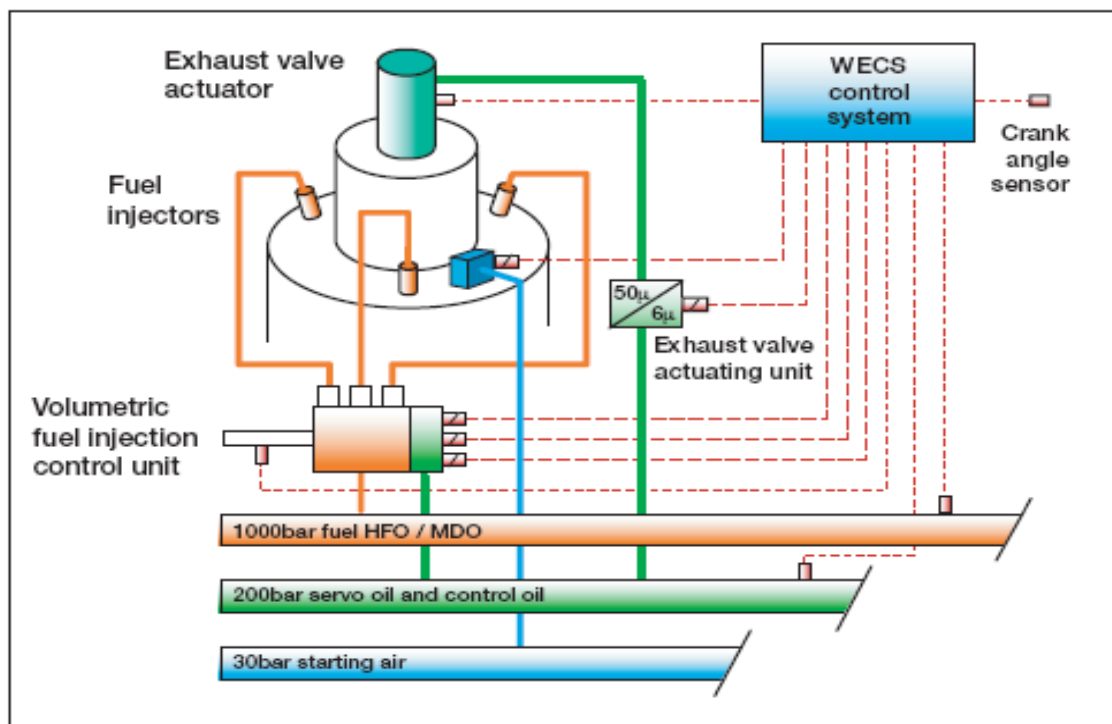 Exhaust valve
actuator
WECS
control
system
Crank
angle
sensor
Fuel
injectors
50µ
6µ
Exhaust valve
actuating unit
Volumetric
fuel injection
control unit
1000bar fuel HFO / MDO
200bar servo oil and control oil
30bar starting air